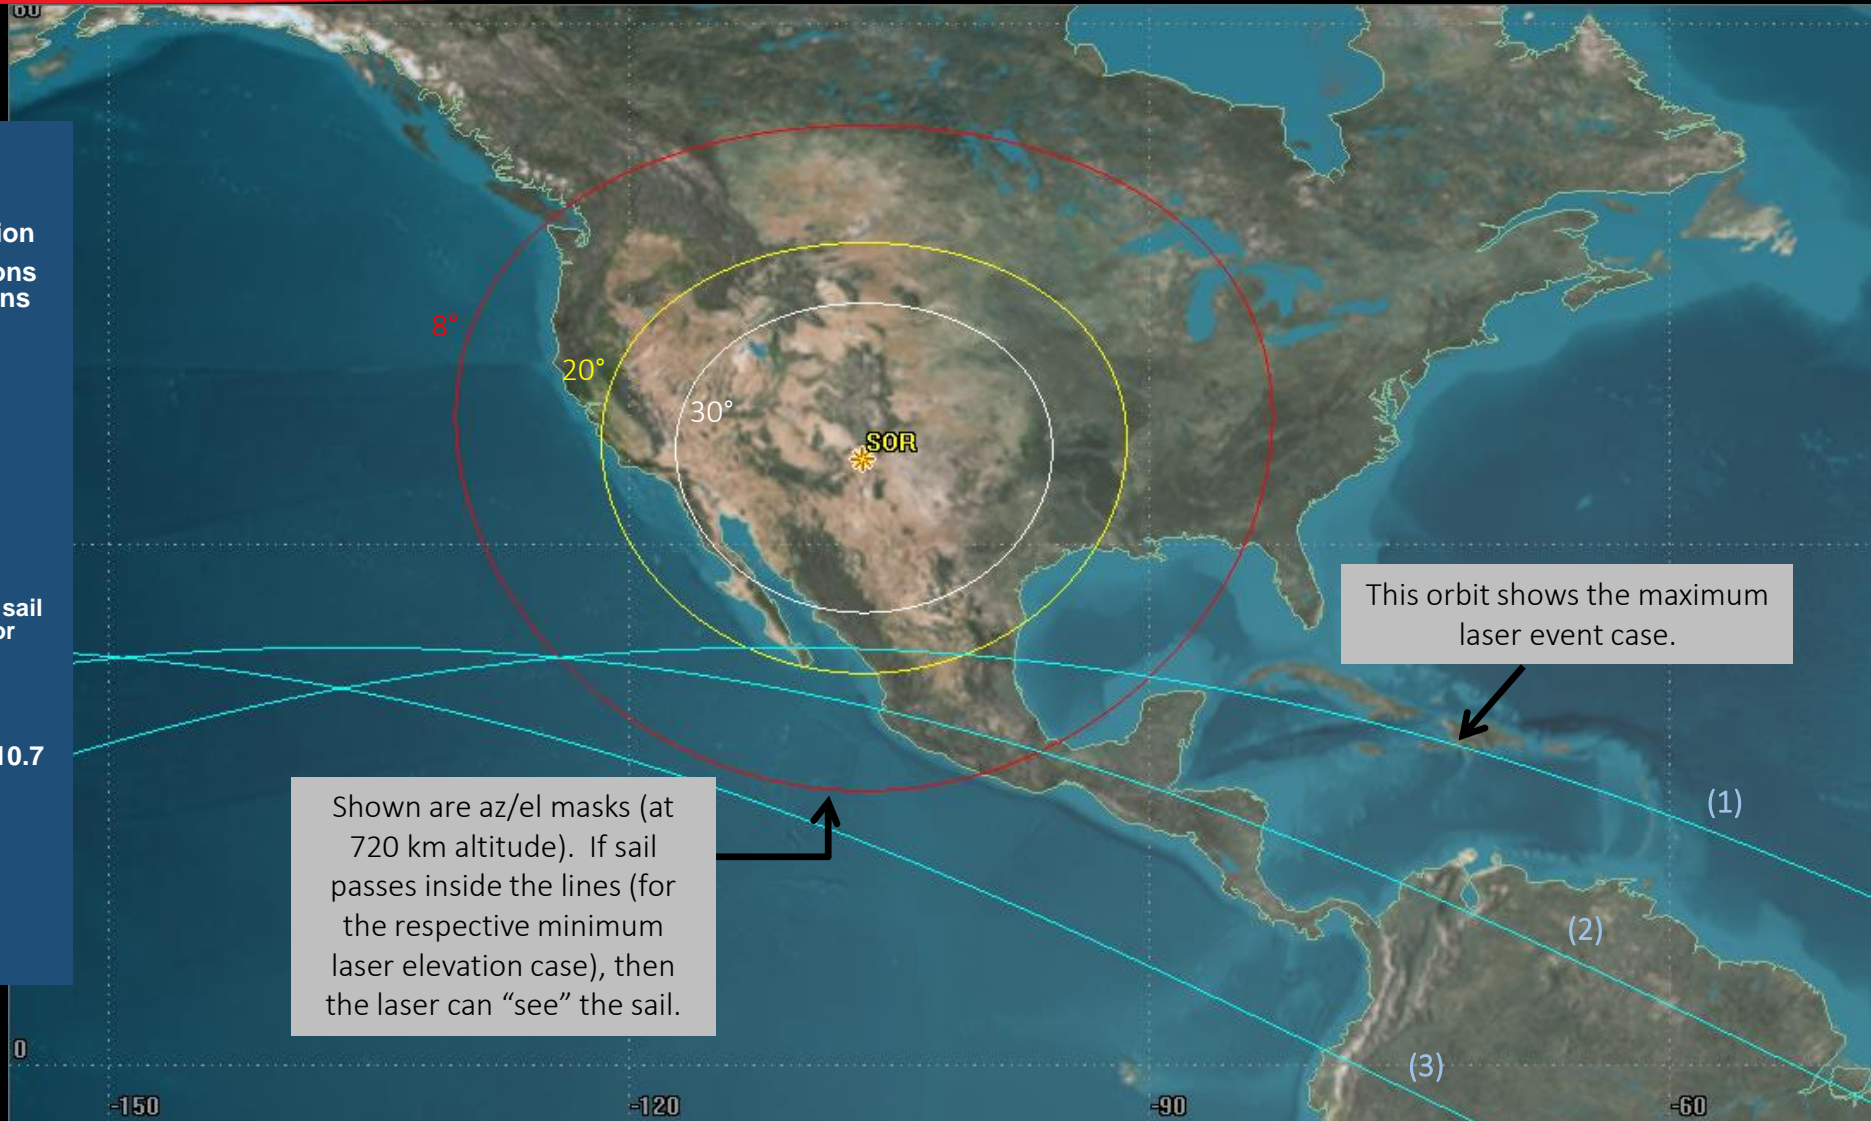 60
ion
ons
ns
sail
or
10.7
8°
20°
30°
SOR
This orbit shows the maximum
laser event case.
Shown are az/el masks (at
720 km altitude). If sail
passes inside the lines (for
the respective minimum
laser elevation case), then
the laser can “see” the sail.
(1)
(2)
(3)
0
-150
-120
-90
-60